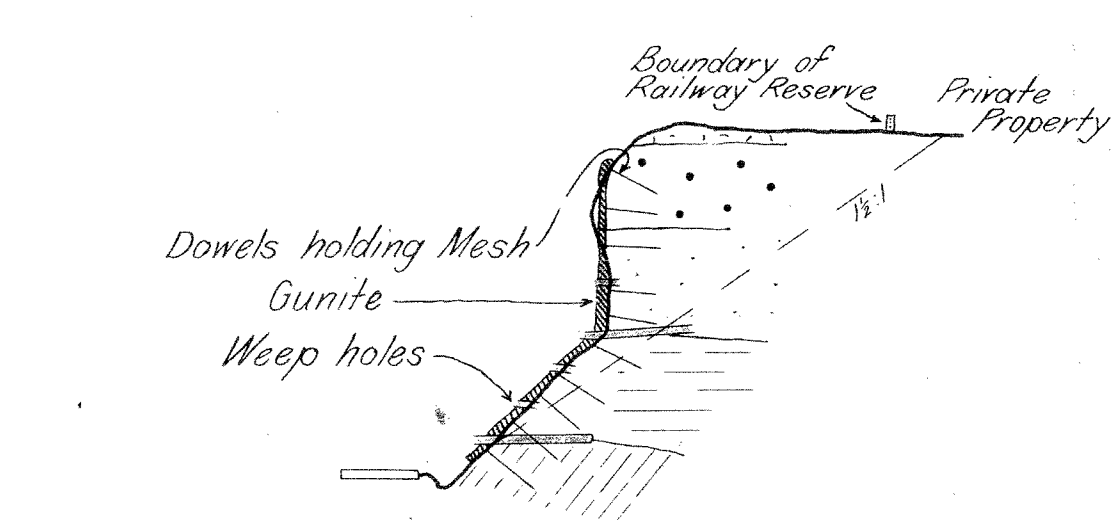 Boundary of
Railway Reserve
Private
Property
1½:1
Dowels holding Mesh
Gunite
Weep holes